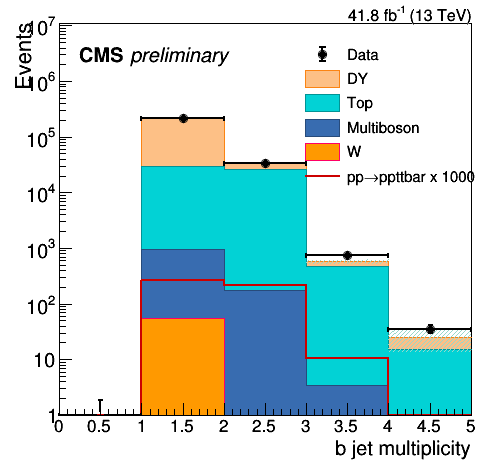 41.8 fb⁻¹ (13 TeV)
Events
CMS preliminary
Data
DY
Top
Multiboson
W
pp→ppttbar x 1000
10⁷
10⁶
10⁵
10⁴
10³
10²
10
1
0 0.5 1 1.5 2 2.5 3 3.5 4 4.5 5
b jet multiplicity